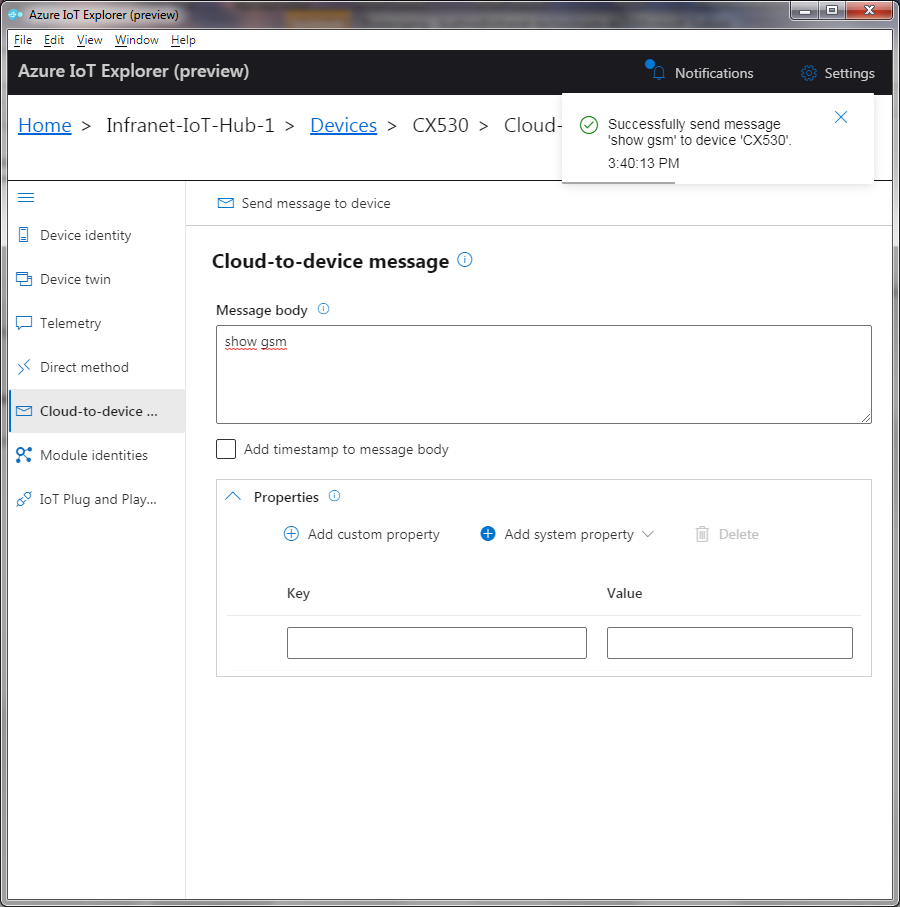 Azure IoT Explorer (preview)
File Edit View Window Help
Azure IoT Explorer (preview)
Notifications
Settings
Home > Infranet-IoT-Hub-1 > Devices > CX530 > Cloud-
Successfully send message
'show gsm' to device 'CX530'.
3:40:13 PM
Device identity
Device twin
Telemetry
Direct method
Cloud-to-device ...
Module identities
IoT Plug and Play...
Send message to device
Cloud-to-device message
Message body
show gsm
Add timestamp to message body
Properties
Add custom property
Add system property
Delete
Key Value